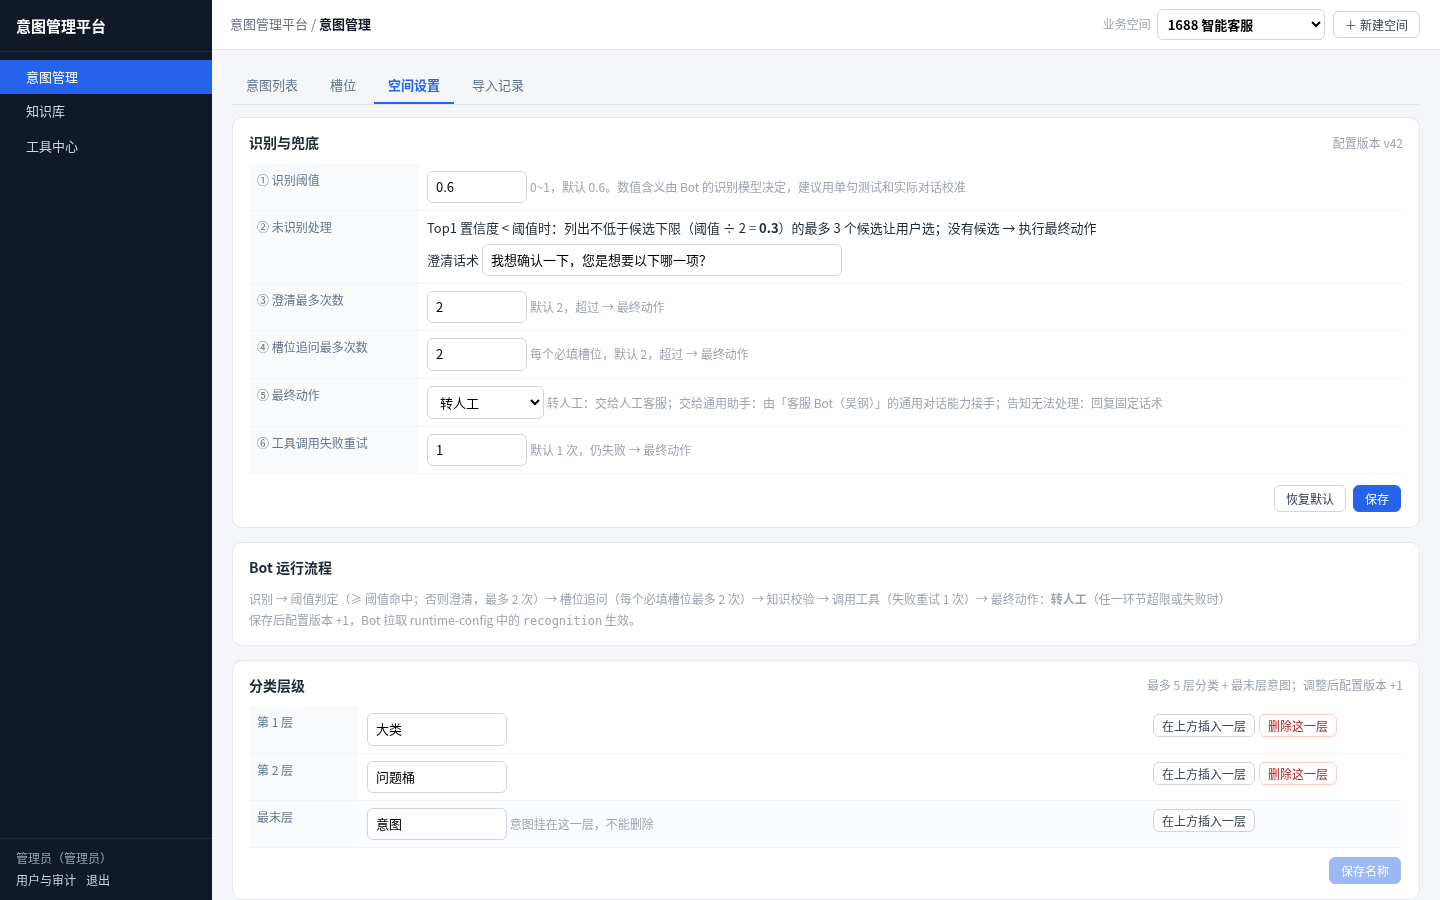 意图管理平台
意图管理
知识库
工具中心
管理员（管理员）
用户与审计 退出
意图管理平台 / 意图管理
业务空间 1688 智能客服 ＋ 新建空间
意图列表 槽位 空间设置 导入记录
识别与兜底 配置版本 v42
① 识别阈值 0.6 0~1，默认 0.6。数值含义由 Bot 的识别模型决定，建议用单句测试和实际对话校准
② 未识别处理 Top1 置信度 < 阈值时：列出不低于候选下限（阈值 ÷ 2 = 0.3）的最多 3 个候选让用户选；没有候选 → 执行最终动作
澄清话术 我想确认一下，您是想要以下哪一项？
③ 澄清最多次数 2 默认 2，超过 → 最终动作
④ 槽位追问最多次数 2 每个必填槽位，默认 2，超过 → 最终动作
⑤ 最终动作 转人工 转人工：交给人工客服；交给通用助手：由「客服 Bot（吴钢）」的通用对话能力接手；告知无法处理：回复固定话术
⑥ 工具调用失败重试 1 默认 1 次，仍失败 → 最终动作
恢复默认 保存
Bot 运行流程
识别 → 阈值判定（≥ 阈值命中；否则澄清，最多 2 次）→ 槽位追问（每个必填槽位最多 2 次）→ 知识校验 → 调用工具（失败重试 1 次）→ 最终动作：转人工（任一环节超限或失败时）
保存后配置版本 +1，Bot 拉取 runtime-config 中的 recognition 生效。
分类层级 最多 5 层分类 + 最末层意图；调整后配置版本 +1
第 1 层 大类 在上方插入一层 删除这一层
第 2 层 问题桶 在上方插入一层 删除这一层
最末层 意图 意图挂在这一层，不能删除 在上方插入一层
保存名称